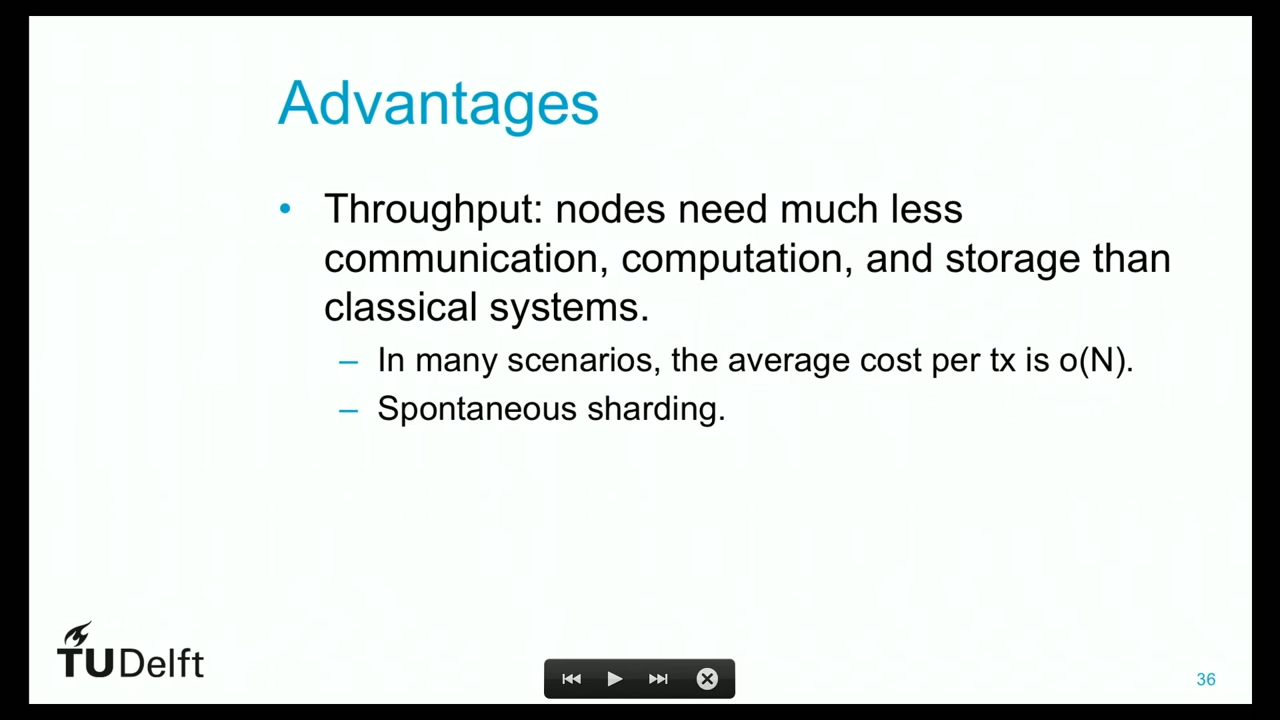 Advantages
• Throughput: nodes need much less
communication, computation, and storage than
classical systems.
– In many scenarios, the average cost per tx is o(N).
– Spontaneous sharding.
TUDelft
36